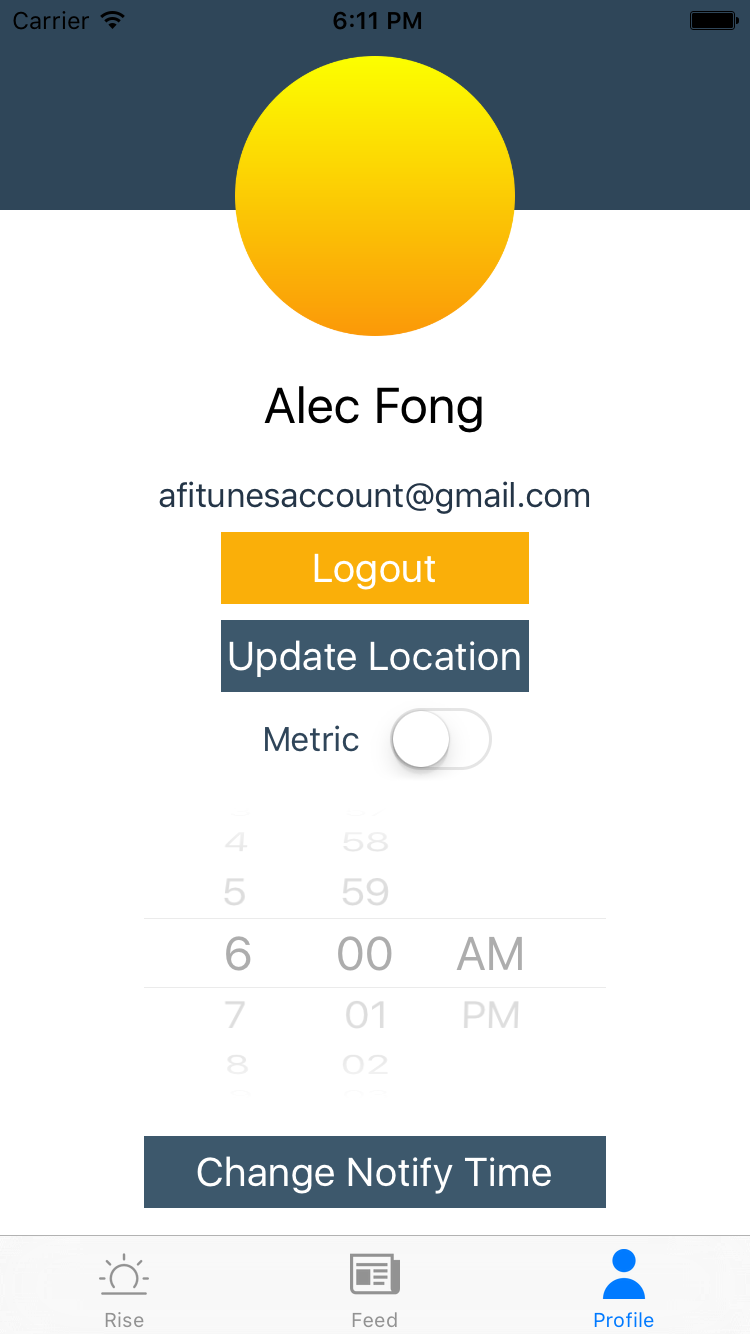 Carrier 6:11 PM
Alec Fong
afitunesaccount@gmail.com
Logout
Update Location
Metric
4 58
5 59
6 00 AM
7 01 PM
8 02
Change Notify Time
Rise Feed Profile